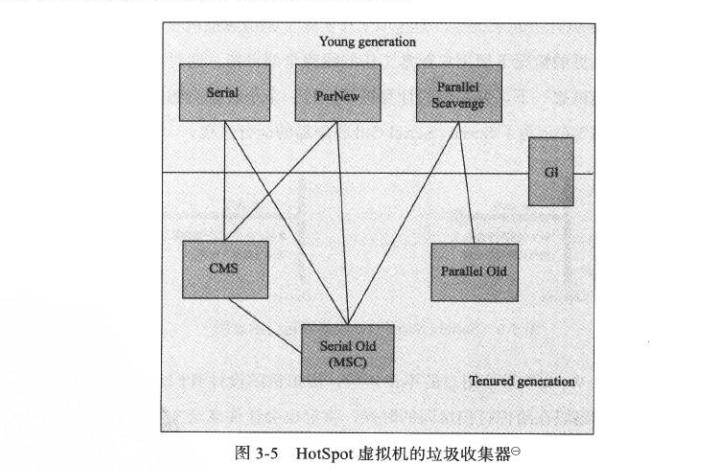 Young generation
Serial
ParNew
Parallel
Scavenge
G1
CMS
Parallel Old
Serial Old
(MSC)
Tenured generation
图 3-5 HotSpot 虚拟机的垃圾收集器㊀